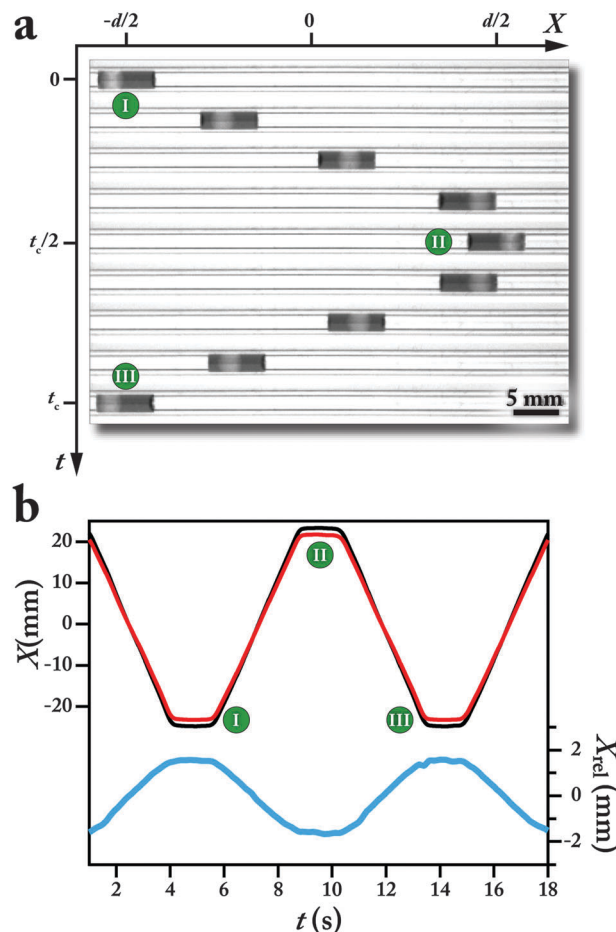 a
-d/2 0 d/2 X
0
I
t_c/2
II
III
t_c
5 mm
t
b
20
10
0
-10
-20
X(mm)
II
I
III
2
0
-2
X_rel (mm)
2 4 6 8 10 12 14 16 18
t (s)